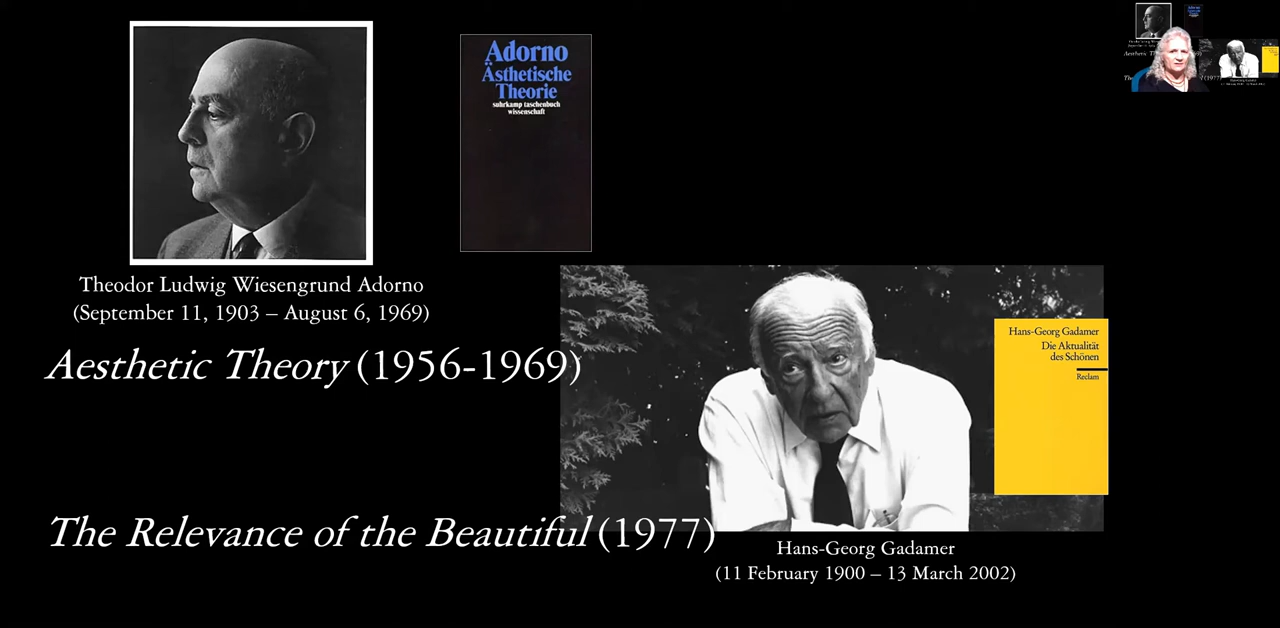 Adorno
Ästhetische
Theorie
suhrkamp taschenbuch
wissenschaft
Theodor Ludwig Wiesengrund Adorno
(September 11, 1903 – August 6, 1969)
Aesthetic Theory (1956-1969)
Hans-Georg Gadamer
Die Aktualität
des Schönen
Reclam
The Relevance of the Beautiful (1977)
Hans-Georg Gadamer
(11 February 1900 – 13 March 2002)